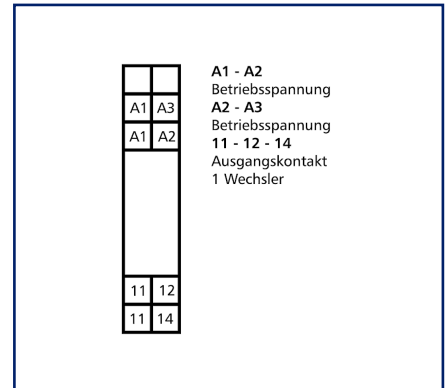 A1 - A2
Betriebsspannung
A2 - A3
Betriebsspannung
11 - 12 - 14
Ausgangskontakt
1 Wechsler
A1 A3
A1 A2
11 12
11 14